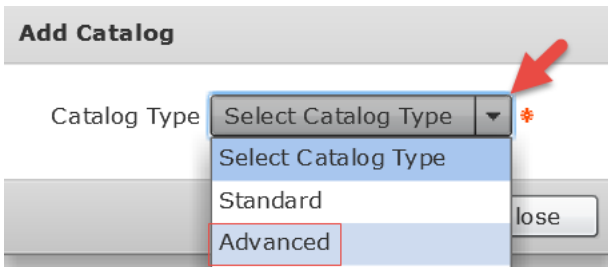 Add Catalog
Catalog Type Select Catalog Type *
Select Catalog Type
Standard
lose
Advanced